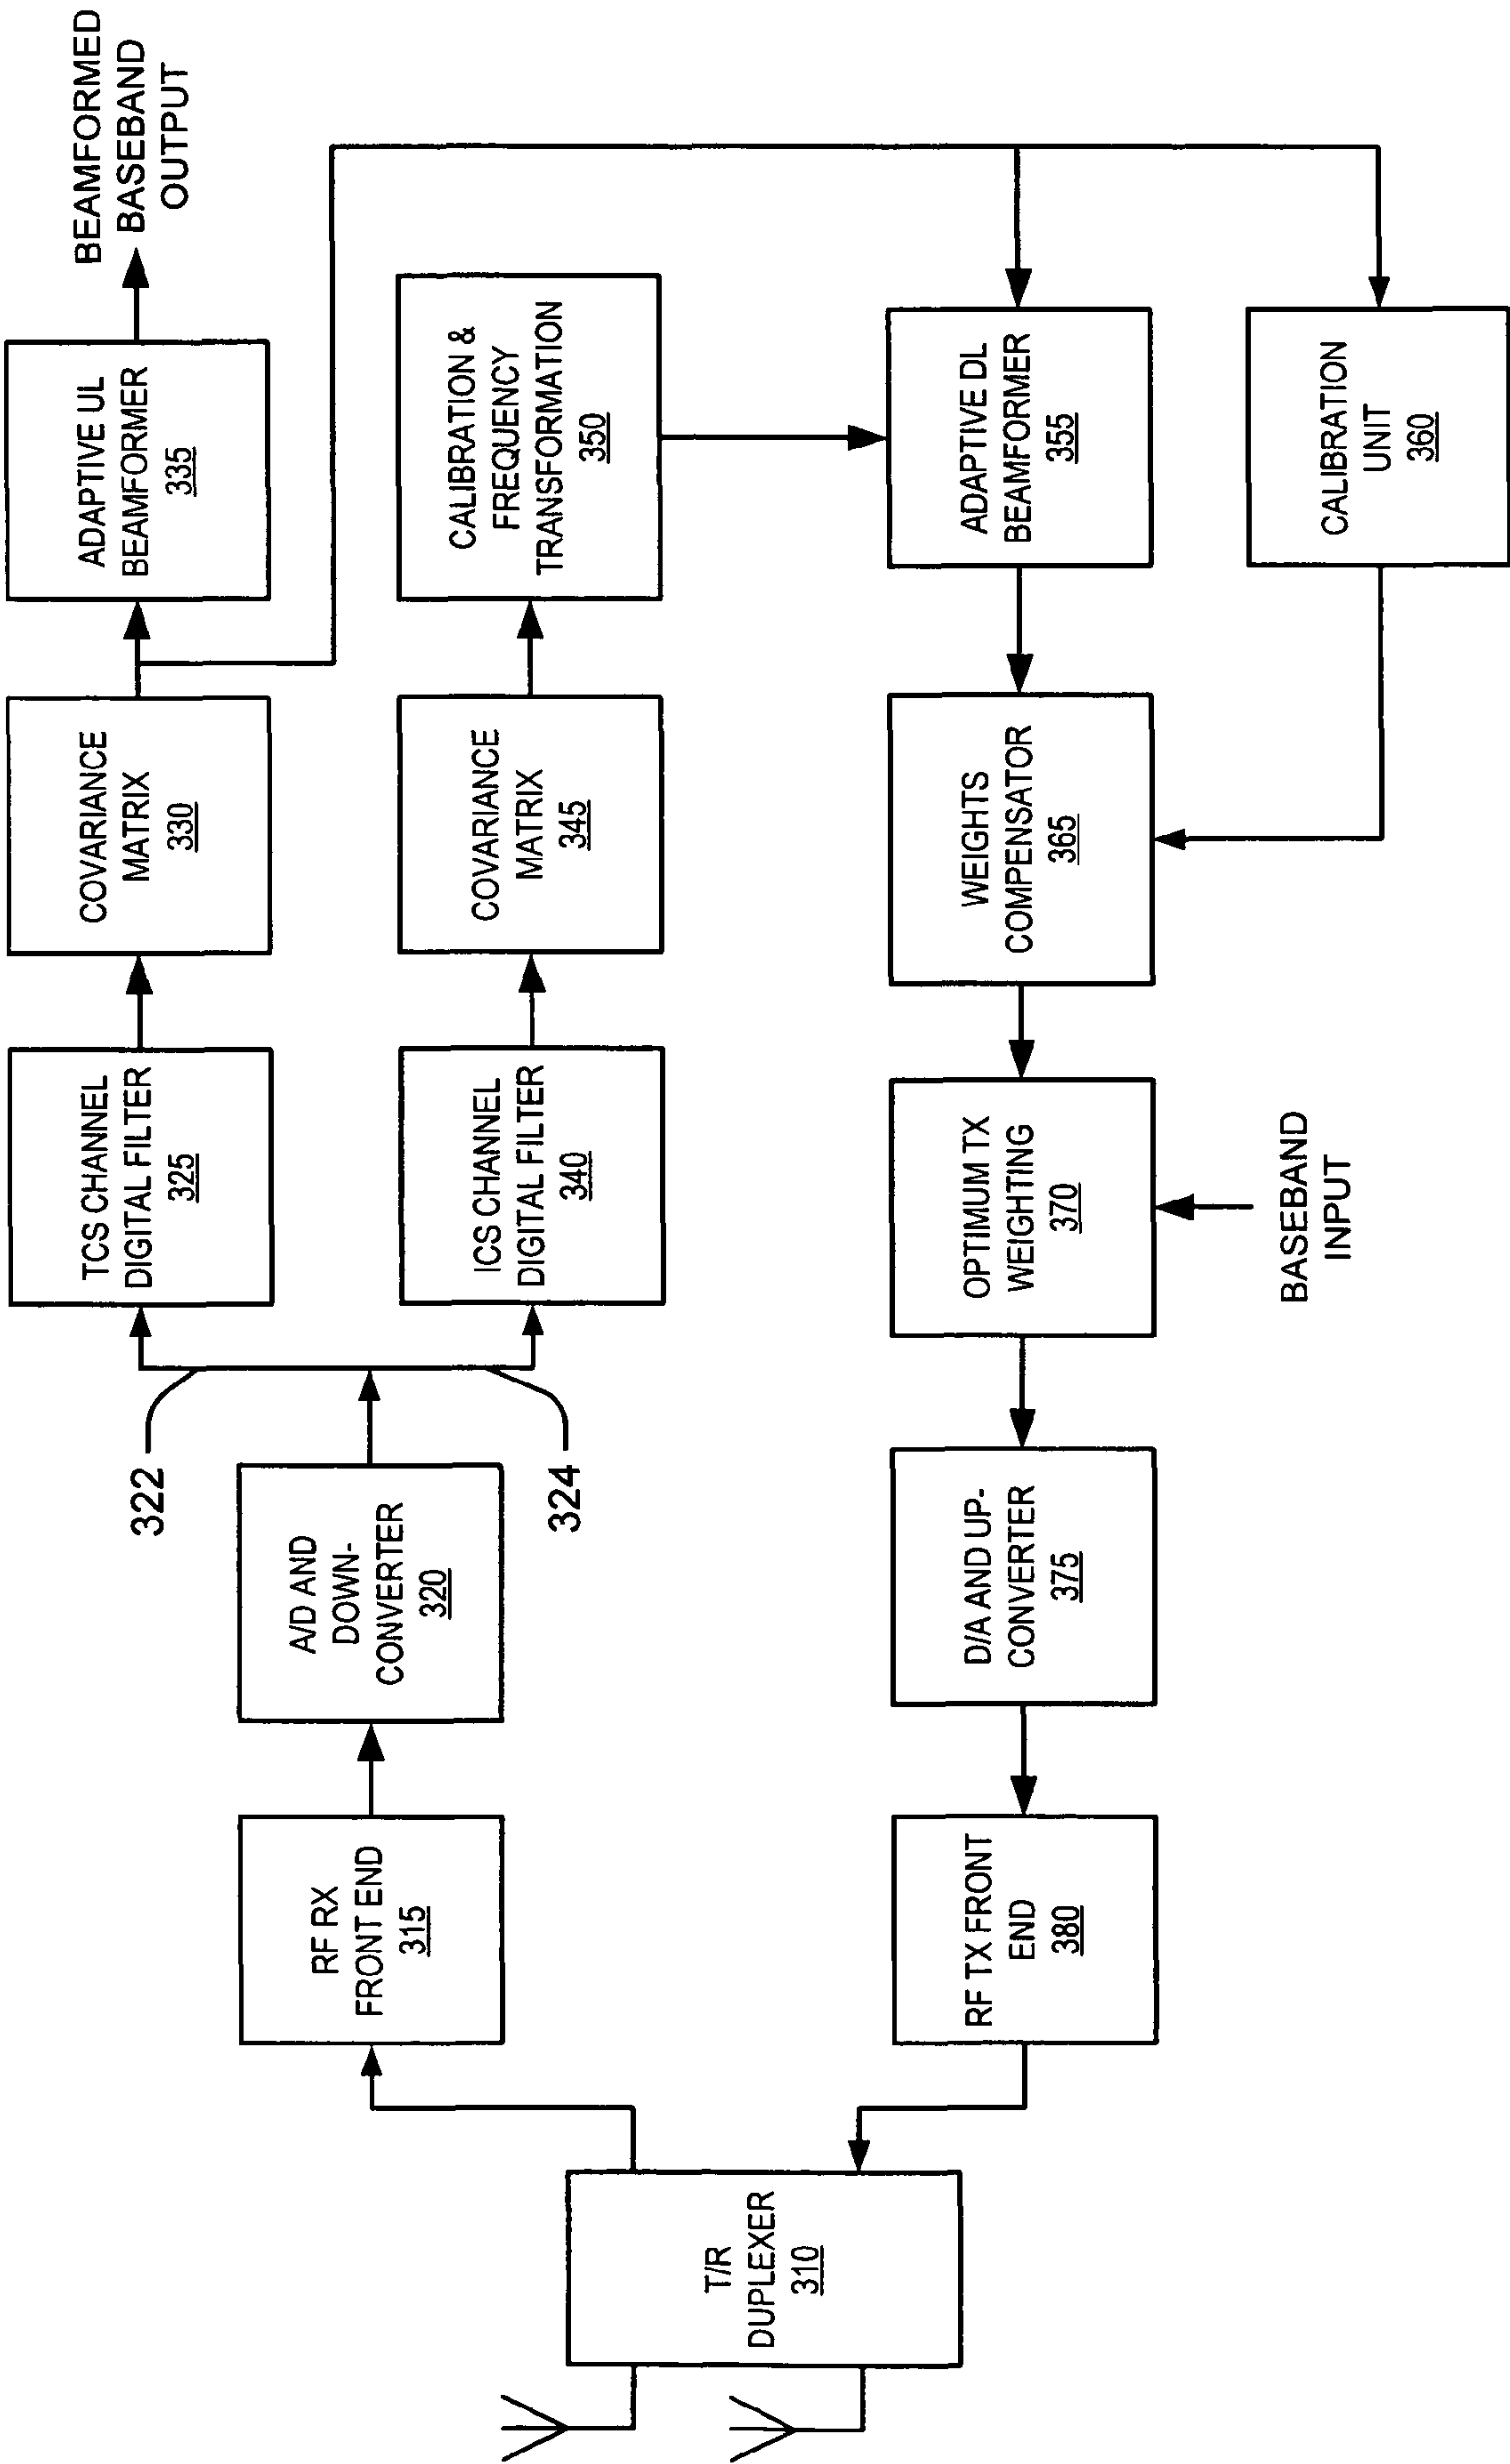 BEAMFORMED
BASEBAND
OUTPUT
ADAPTIVE UL
BEAMFORMER
335
COVARIANCE
MATRIX
330
TCS CHANNEL
DIGITAL FILTER
325
322
CALIBRATION &
FREQUENCY
TRANSFORMATION
350
COVARIANCE
MATRIX
345
ICS CHANNEL
DIGITAL FILTER
340
324
A/D AND
DOWN-
CONVERTER
320
RF RX
FRONT END
315
T/R
DUPLEXER
310
ADAPTIVE DL
BEAMFORMER
355
CALIBRATION
UNIT
360
WEIGHTS
COMPENSATOR
365
OPTIMUM TX
WEIGHTING
370
BASEBAND
INPUT
D/A AND UP-
CONVERTER
375
RF TX FRONT
END
380